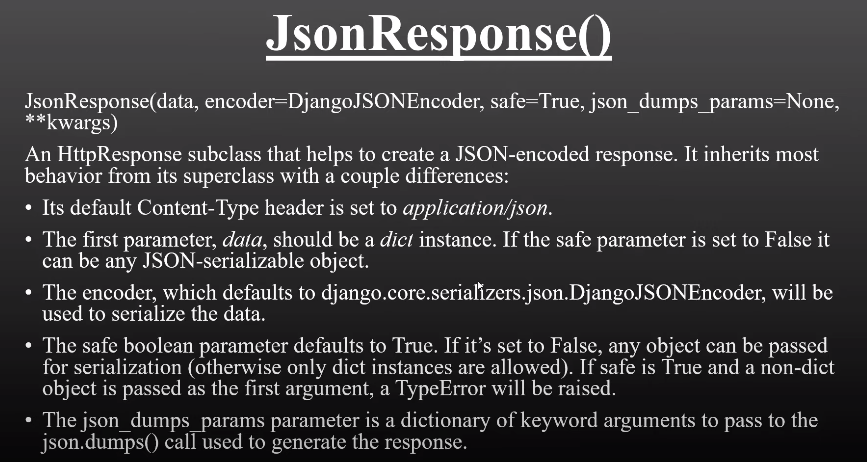 JsonResponse()
JsonResponse(data, encoder=DjangoJSONEncoder, safe=True, json_dumps_params=None,
**kwargs)
An HttpResponse subclass that helps to create a JSON-encoded response. It inherits most
behavior from its superclass with a couple differences:
• Its default Content-Type header is set to application/json.
• The first parameter, data, should be a dict instance. If the safe parameter is set to False it
can be any JSON-serializable object.
• The encoder, which defaults to django.core.serializers.json.DjangoJSONEncoder, will be
used to serialize the data.
• The safe boolean parameter defaults to True. If it’s set to False, any object can be passed
for serialization (otherwise only dict instances are allowed). If safe is True and a non-dict
object is passed as the first argument, a TypeError will be raised.
• The json_dumps_params parameter is a dictionary of keyword arguments to pass to the
json.dumps() call used to generate the response.